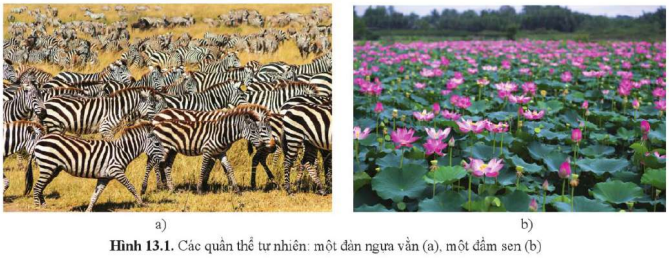 a)
b)
Hình 13.1. Các quần thể tự nhiên: một đàn ngựa vằn (a), một đầm sen (b)